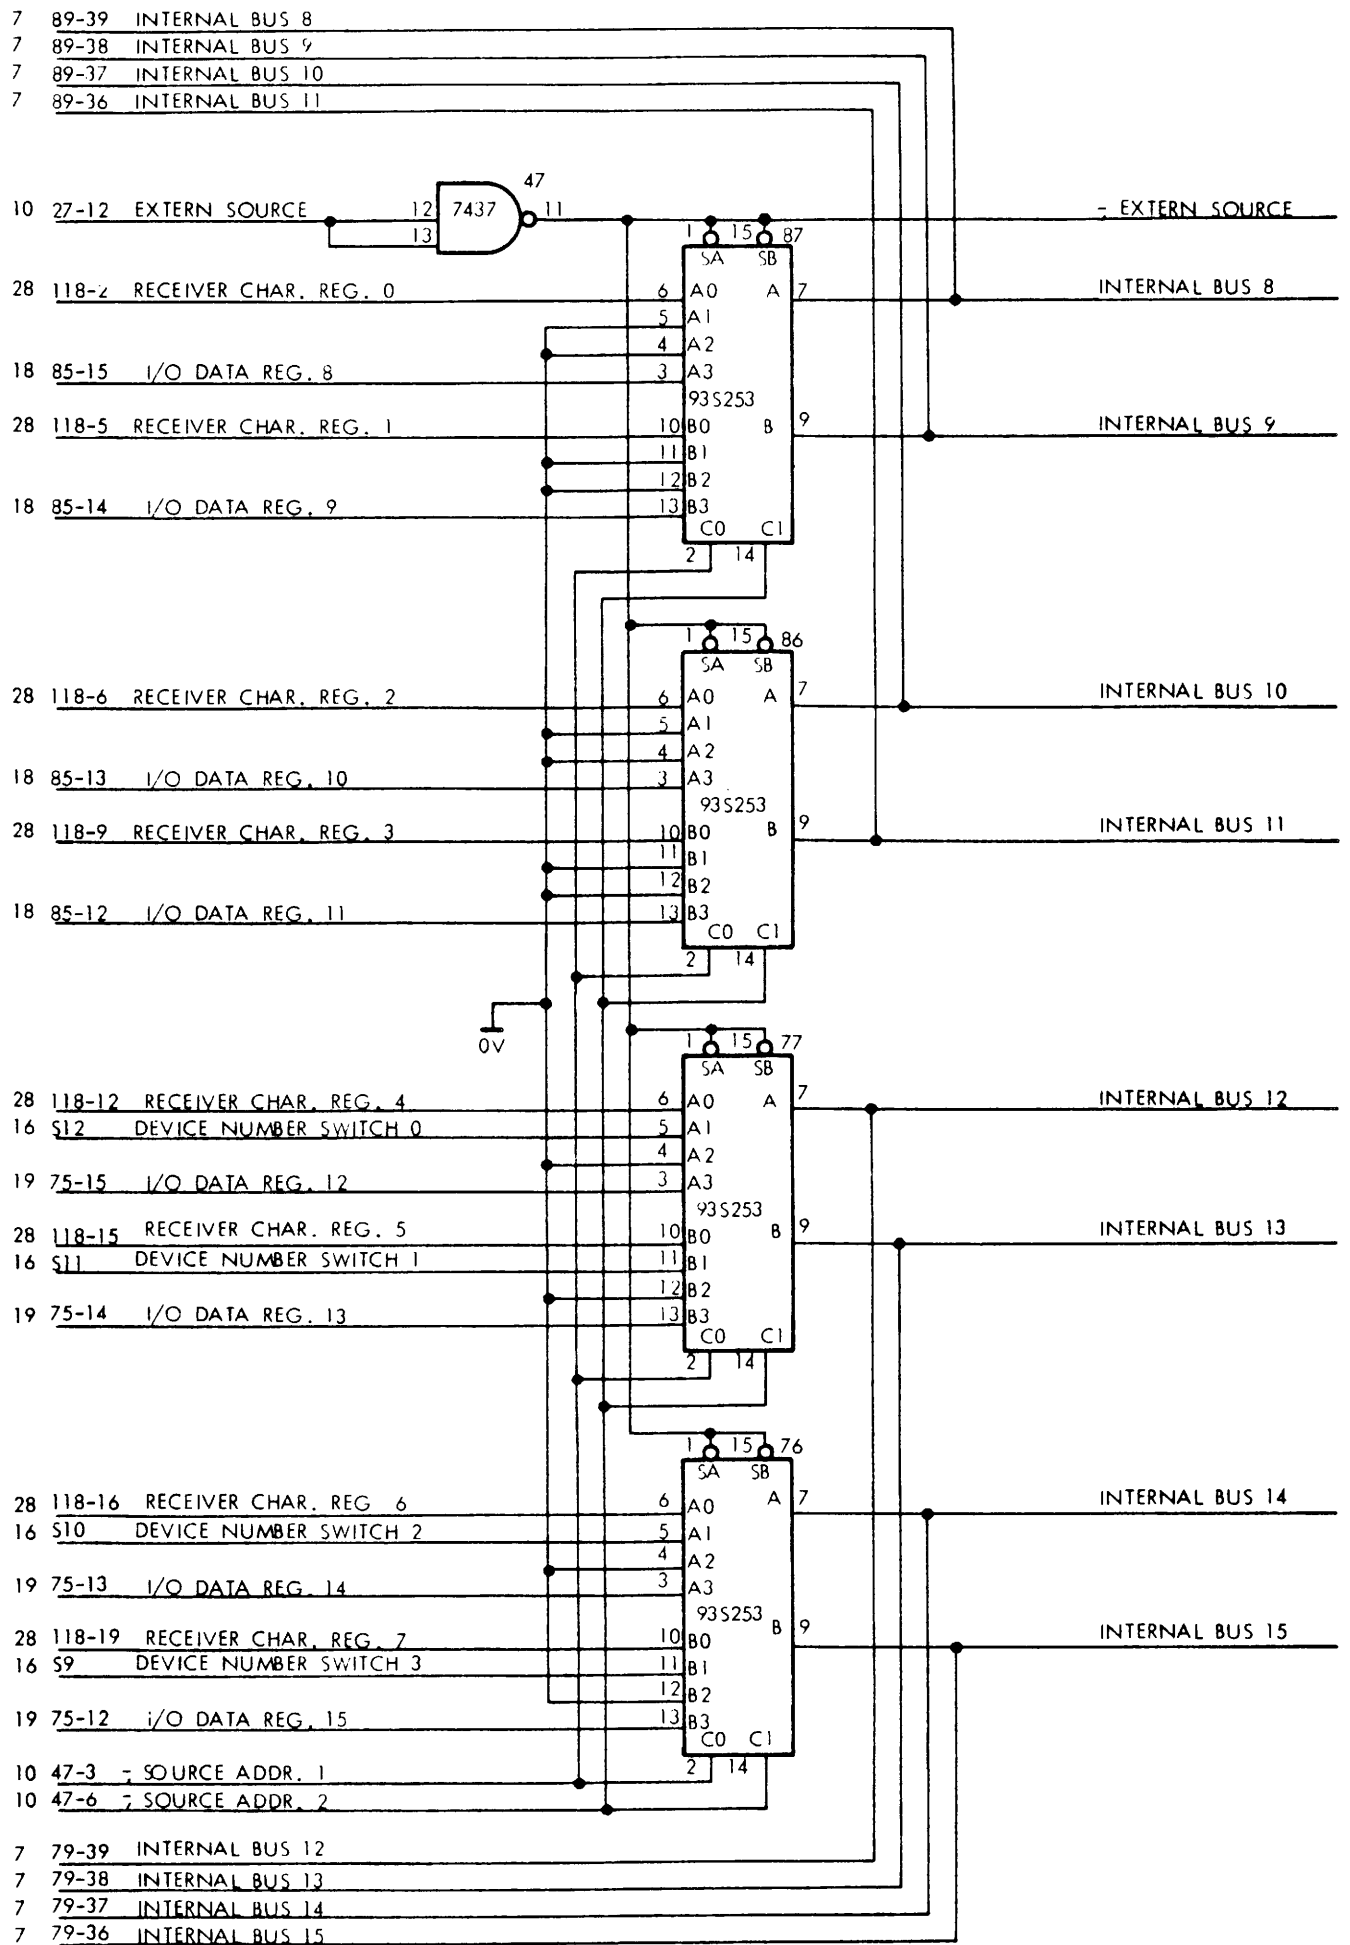 7 89-39 INTERNAL BUS 8
7 89-38 INTERNAL BUS 9
7 89-37 INTERNAL BUS 10
7 89-36 INTERNAL BUS 11
47
10 27-12 EXTERN SOURCE 12 7437 11 - EXTERN SOURCE
13
1 15 87
SA SB
28 118-2 RECEIVER CHAR. REG. 0 6 A0 A 7 INTERNAL BUS 8
5 A1
4 A2
18 85-15 I/O DATA REG. 8 3 A3
93S253
28 118-5 RECEIVER CHAR. REG. 1 10 B0 B 9 INTERNAL BUS 9
11 B1
12 B2
18 85-14 I/O DATA REG. 9 13 B3
C0 C1
2 14
1 15 86
SA SB
28 118-6 RECEIVER CHAR. REG. 2 6 A0 A 7 INTERNAL BUS 10
5 A1
4 A2
18 85-13 I/O DATA REG. 10 3 A3
93S253
28 118-9 RECEIVER CHAR. REG. 3 10 B0 B 9 INTERNAL BUS 11
11 B1
12 B2
18 85-12 I/O DATA REG. 11 13 B3
C0 C1
2 14
0V
1 15 77
SA SB
28 118-12 RECEIVER CHAR. REG. 4 6 A0 A 7 INTERNAL BUS 12
16 S12 DEVICE NUMBER SWITCH 0 5 A1
4 A2
19 75-15 I/O DATA REG. 12 3 A3
93S253
28 118-15 RECEIVER CHAR. REG. 5 10 B0 B 9 INTERNAL BUS 13
16 S11 DEVICE NUMBER SWITCH 1 11 B1
12 B2
19 75-14 I/O DATA REG. 13 13 B3
C0 C1
2 14
1 15 76
SA SB
28 118-16 RECEIVER CHAR. REG 6 6 A0 A 7 INTERNAL BUS 14
16 S10 DEVICE NUMBER SWITCH 2 5 A1
4 A2
19 75-13 I/O DATA REG. 14 3 A3
93S253
28 118-19 RECEIVER CHAR. REG. 7 10 B0 B 9 INTERNAL BUS 15
16 S9 DEVICE NUMBER SWITCH 3 11 B1
12 B2
19 75-12 I/O DATA REG. 15 13 B3
C0 C1
2 14
10 47-3 - SOURCE ADDR. 1
10 47-6 - SOURCE ADDR. 2
7 79-39 INTERNAL BUS 12
7 79-38 INTERNAL BUS 13
7 79-37 INTERNAL BUS 14
7 79-36 INTERNAL BUS 15